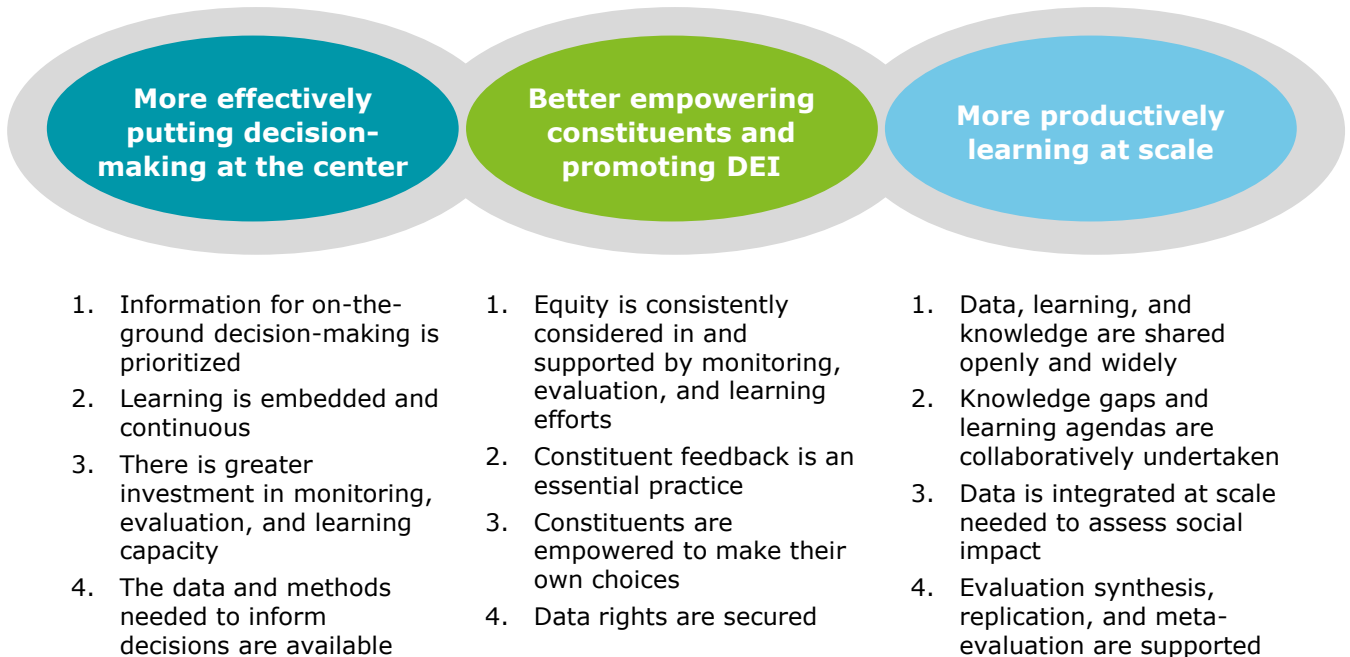 More effectively
putting decision-
making at the center
Better empowering
constituents and
promoting DEI
More productively
learning at scale
1. Information for on-the-
ground decision-making is
prioritized
2. Learning is embedded and
continuous
3. There is greater
investment in monitoring,
evaluation, and learning
capacity
4. The data and methods
needed to inform
decisions are available
1. Equity is consistently
considered in and
supported by monitoring,
evaluation, and learning
efforts
2. Constituent feedback is an
essential practice
3. Constituents are
empowered to make their
own choices
4. Data rights are secured
1. Data, learning, and
knowledge are shared
openly and widely
2. Knowledge gaps and
learning agendas are
collaboratively undertaken
3. Data is integrated at scale
needed to assess social
impact
4. Evaluation synthesis,
replication, and meta-
evaluation are supported